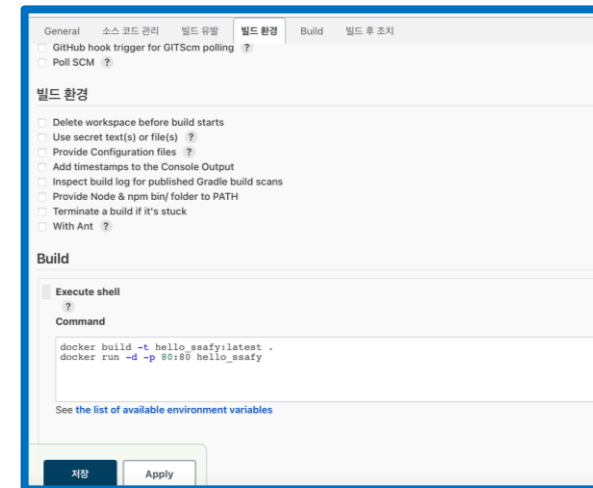 General 소스 코드 관리 빌드 유발 빌드 환경 Build 빌드 후 조치
GitHub hook trigger for GITScm polling ?
Poll SCM ?
빌드 환경
Delete workspace before build starts
Use secret text(s) or file(s) ?
Provide Configuration files ?
Add timestamps to the Console Output
Inspect build log for published Gradle build scans
Provide Node & npm bin/ folder to PATH
Terminate a build if it's stuck
With Ant ?
Build
Execute shell
?
Command
docker build -t hello_ssafy:latest .
docker run -d -p 80:80 hello_ssafy
See the list of available environment variables
저장 Apply